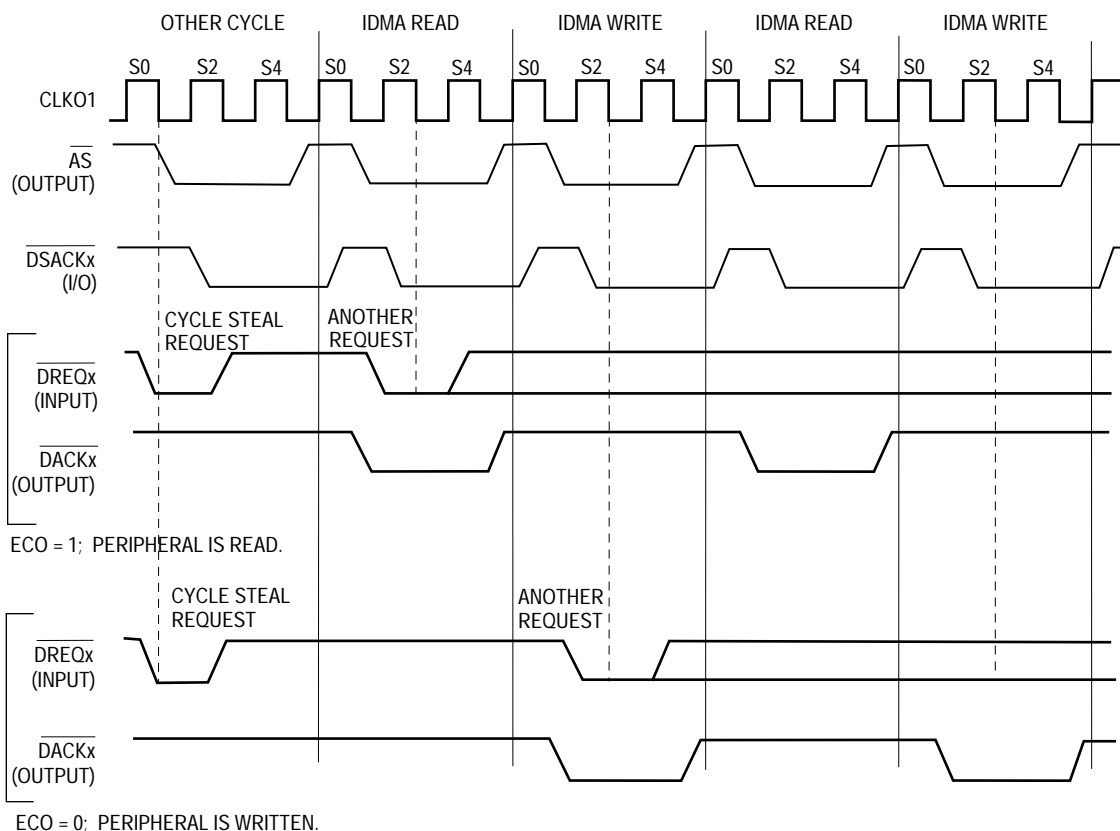 OTHER CYCLE IDMA READ IDMA WRITE IDMA READ IDMA WRITE
S0 S2 S4 S0 S2 S4 S0 S2 S4 S0 S2 S4 S0 S2 S4
CLKO1
AS
(OUTPUT)
DSACKx
(I/O)
CYCLE STEAL
REQUEST
ANOTHER
REQUEST
DREQx
(INPUT)
DACKx
(OUTPUT)
ECO = 1; PERIPHERAL IS READ.
CYCLE STEAL
REQUEST
ANOTHER
REQUEST
DREQx
(INPUT)
DACKx
(OUTPUT)
ECO = 0; PERIPHERAL IS WRITTEN.